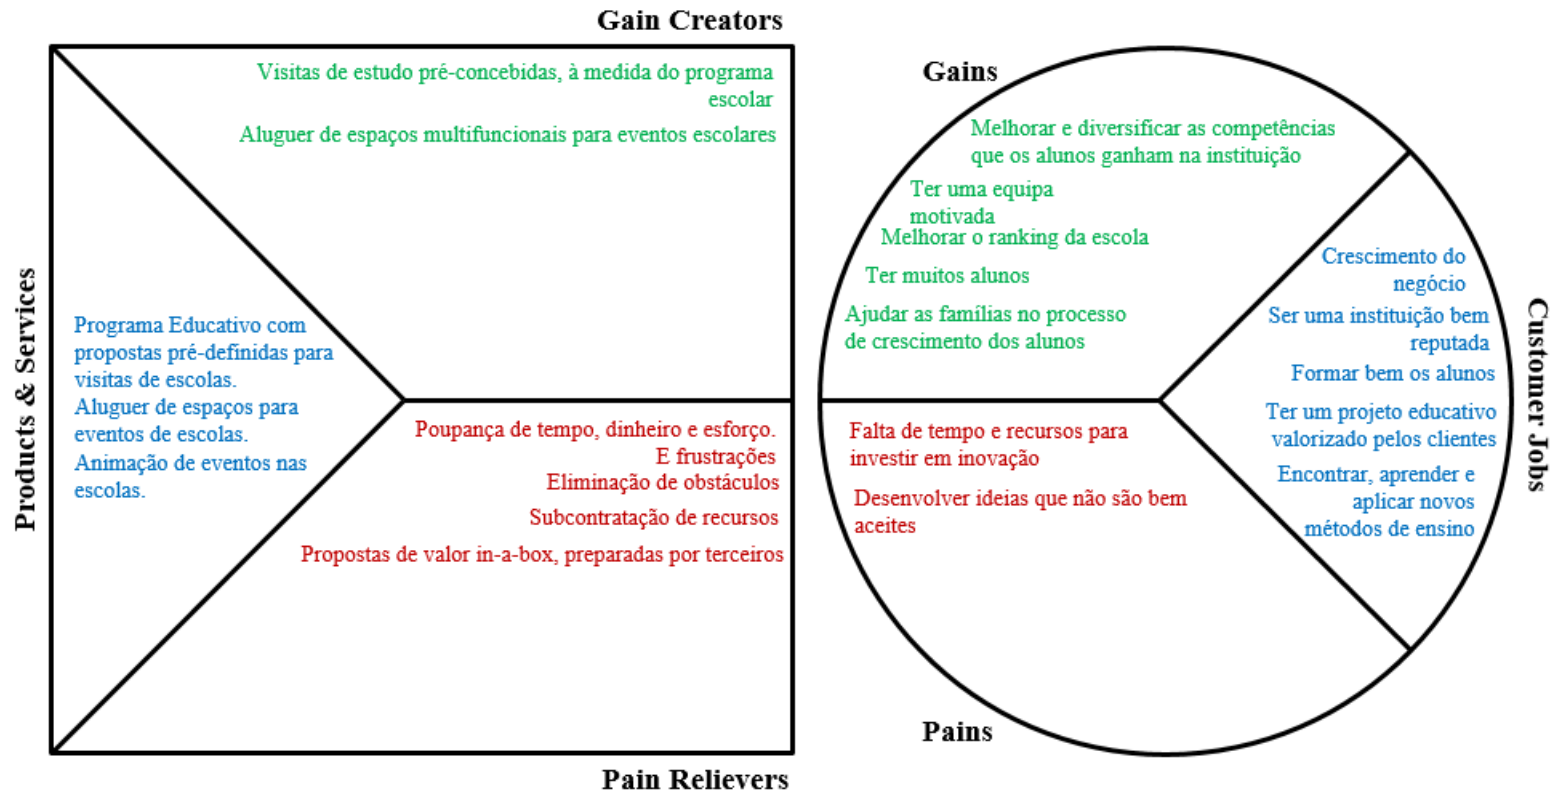 Gain Creators
Visitas de estudo pré-concebidas, à medida do programa
escolar
Aluguer de espaços multifuncionais para eventos escolares
Products & Services
Programa Educativo com
propostas pré-definidas para
visitas de escolas.
Aluguer de espaços para
eventos de escolas.
Animação de eventos nas
escolas.
Poupança de tempo, dinheiro e esforço.
E frustrações
Eliminação de obstáculos
Subcontratação de recursos
Propostas de valor in-a-box, preparadas por terceiros
Pain Relievers
Gains
Melhorar e diversificar as competências
que os alunos ganham na instituição
Ter uma equipa
motivada
Melhorar o ranking da escola
Ter muitos alunos
Ajudar as famílias no processo
de crescimento dos alunos
Crescimento do
negócio
Ser uma instituição bem
reputada
Formar bem os alunos
Ter um projeto educativo
valorizado pelos clientes
Encontrar, aprender e
aplicar novos
métodos de ensino
Customer Jobs
Falta de tempo e recursos para
investir em inovação
Desenvolver ideias que não são bem
aceites
Pains